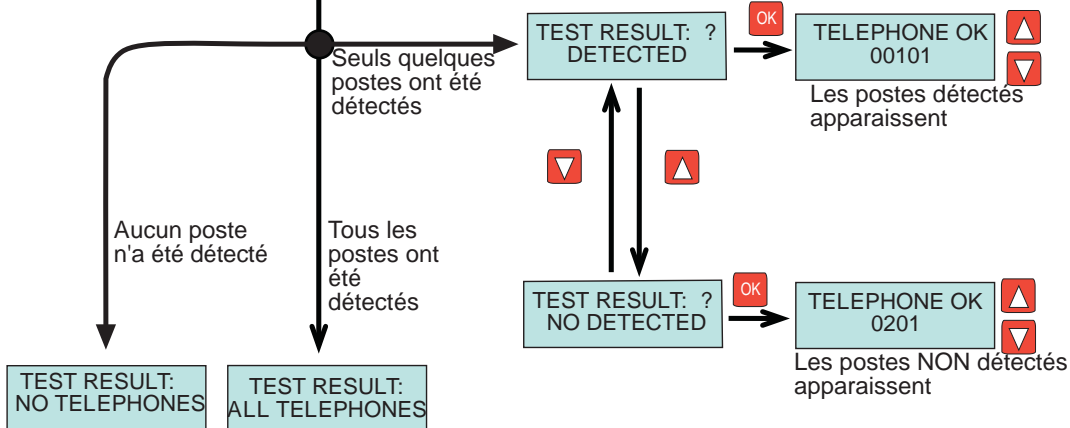 Seuls quelques
postes ont été
détectés
TEST RESULT: ?
DETECTED
OK
TELEPHONE OK
00101
Les postes détectés
apparaissent
Aucun poste
n'a été détecté
Tous les
postes ont
été
détectés
TEST RESULT: ?
NO DETECTED
OK
TELEPHONE OK
0201
Les postes NON détectés
apparaissent
TEST RESULT:
NO TELEPHONES
TEST RESULT:
ALL TELEPHONES